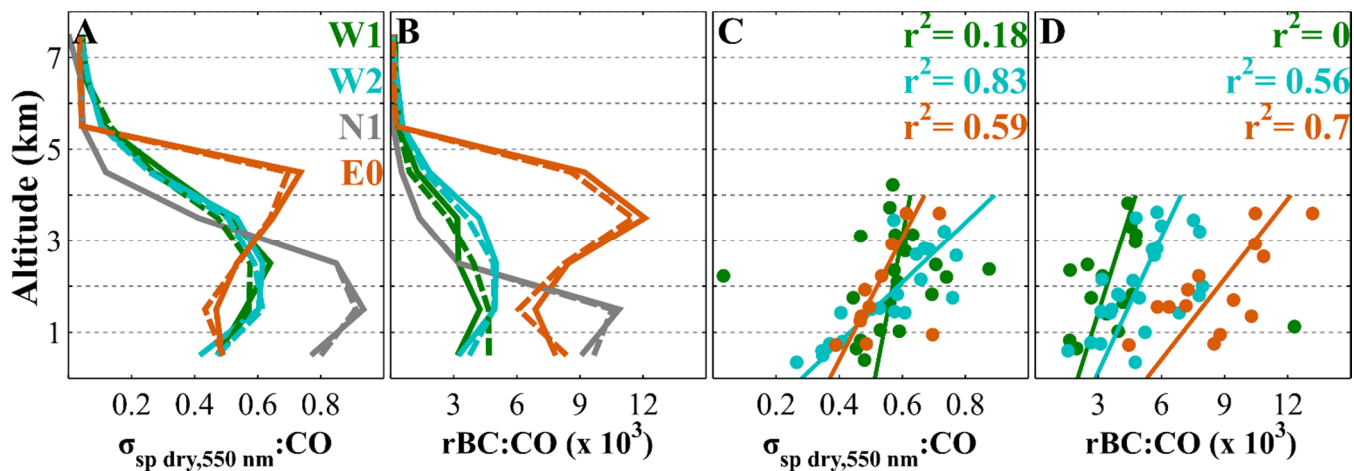 A
W1
W2
N1
E0
B
C
r²= 0.18
r²= 0.83
r²= 0.59
D
r²= 0
r²= 0.56
r²= 0.7
Altitude (km)
7
5
3
1
0.2 0.4 0.6 0.8
3 6 9 12
0.2 0.4 0.6 0.8
3 6 9 12
σsp dry,550 nm:CO
rBC:CO (x 10³)
σsp dry,550 nm:CO
rBC:CO (x 10³)